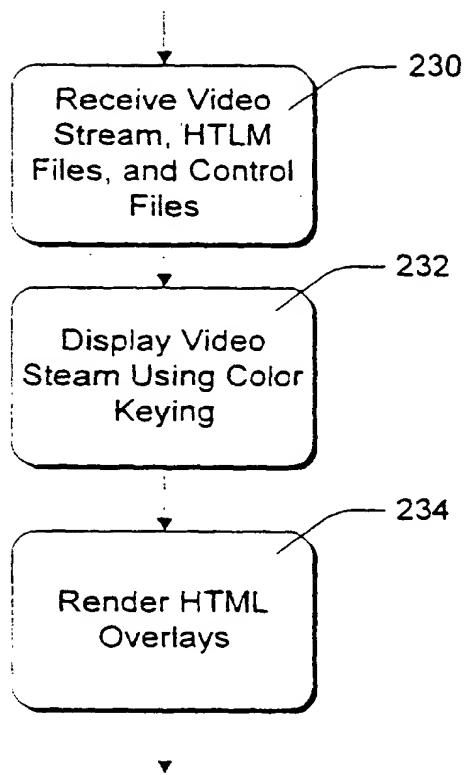 230
Receive Video
Stream, HTLM
Files, and Control
Files
232
Display Video
Steam Using Color
Keying
234
Render HTML
Overlays